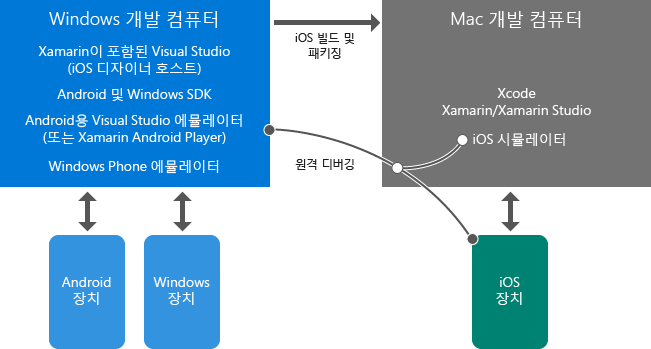 Windows 개발 컴퓨터
Xamarin이 포함된 Visual Studio
(iOS 디자이너 호스트)
Android 및 Windows SDK
Android용 Visual Studio 에뮬레이터
(또는 Xamarin Android Player)
Windows Phone 에뮬레이터
iOS 빌드 및
패키징
원격 디버깅
Mac 개발 컴퓨터
Xcode
Xamarin/Xamarin Studio
iOS 시뮬레이터
Android
장치
Windows
장치
iOS
장치